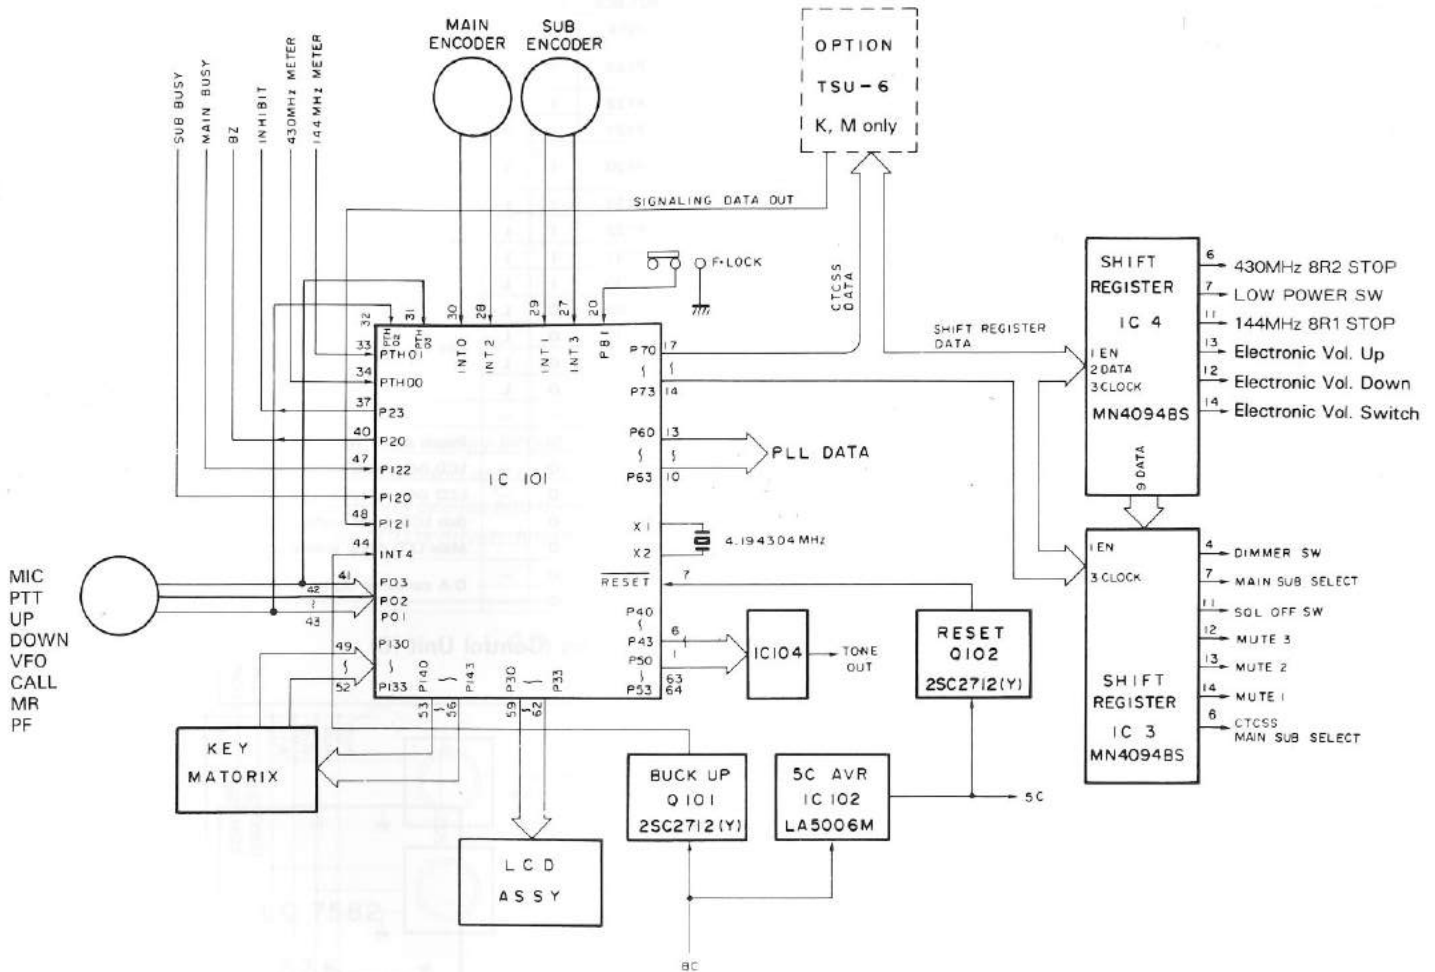 MAIN
ENCODER
SUB
ENCODER
OPTION
TSU-6
K, M only
SUB BUSY
MAIN BUSY
BZ
INHIBIT
430MHz METER
144MHz METER
SIGNALING DATA OUT
F·LOCK
CTCSS
DATA
SHIFT REGISTER
DATA
SHIFT
REGISTER
IC 4
1 EN
2 DATA
3 CLOCK
MN4094BS
6
430MHz 8R2 STOP
7
LOW POWER SW
11
144MHz 8R1 STOP
13
Electronic Vol. Up
12
Electronic Vol. Down
14
Electronic Vol. Switch
9 DATA
1 EN
3 CLOCK
SHIFT
REGISTER
IC 3
MN4094BS
4
DIMMER SW
7
MAIN SUB SELECT
11
SQL OFF SW
12
MUTE 3
13
MUTE 2
14
MUTE 1
6
CTCSS
MAIN SUB SELECT
32
31
30
28
29
27
20
PTH
02
PTH
03
INT0
INT2
INT1
INT3
P81
33
PTH01
34
PTH00
37
P23
40
P20
47
P122
P120
48
P121
44
INT4
41
P03
42
P02
43
P01
49
P130
52
P133
IC 101
P70
17
P73
14
P60
13
P63
10
PLL DATA
X1
X2
4.194304MHz
RESET
7
P40
P43
6
P50
1
P53
63
64
IC104
TONE
OUT
P140
P143
P30
P33
53
56
59
62
MIC
PTT
UP
DOWN
VFO
CALL
MR
PF
KEY
MATORIX
LCD
ASSY
BUCK UP
Q101
2SC2712(Y)
5C AVR
IC102
LA5006M
RESET
Q102
2SC2712(Y)
5C
8C